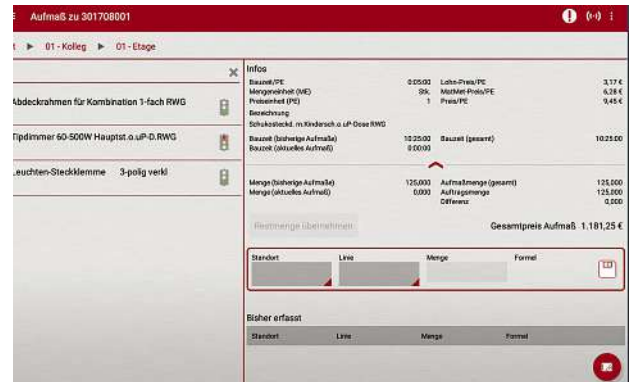 Aufmaß zu 301708001
01 - Kolleg ▶ 01 - Etage
Abdeckrahmen für Kombination 1-fach RWG
Tipdimmer 60-500W Hauptst.o.uP-D.RWG
Leuchten-Steckklemme 3-polig verkl
Infos
Bauzeit/PE 0:05:00 Lohn-Preis/PE 3,17 €
Mengeneinheit (ME) Stk. MatMet-Preis/PE 6,28 €
Preiseinheit (PE) 1 Preis/PE 9,45 €
Bezeichnung
Schukosteckd. m.Kindersch.o.uP-Dose RWG
Bauzeit (bisherige Aufmaße) 10:25:00 Bauzeit (gesamt) 10:25:00
Bauzeit (aktuelles Aufmaß) 0:00:00
Menge (bisherige Aufmaße) 125,000 Aufmaßmenge (gesamt) 125,000
Menge (aktuelles Aufmaß) 0,000 Auftragsmenge 125,000
Differenz 0,000
Restmenge übernehmen Gesamtpreis Aufmaß 1.181,25 €
Standort Linie Menge Formel
Bisher erfasst
Standort Linie Menge Formel